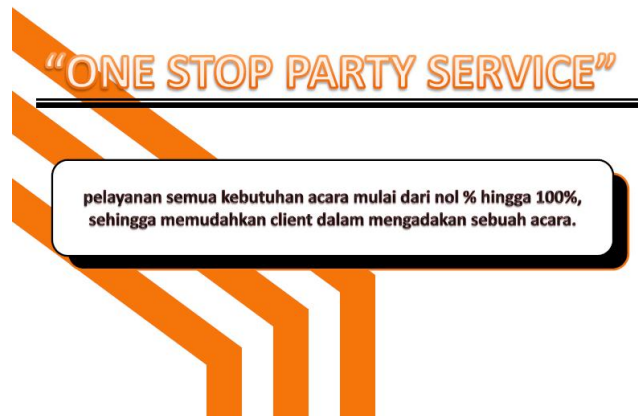 “ONE STOP PARTY SERVICE”
pelayanan semua kebutuhan acara mulai dari nol % hingga 100%,
sehingga memudahkan client dalam mengadakan sebuah acara.